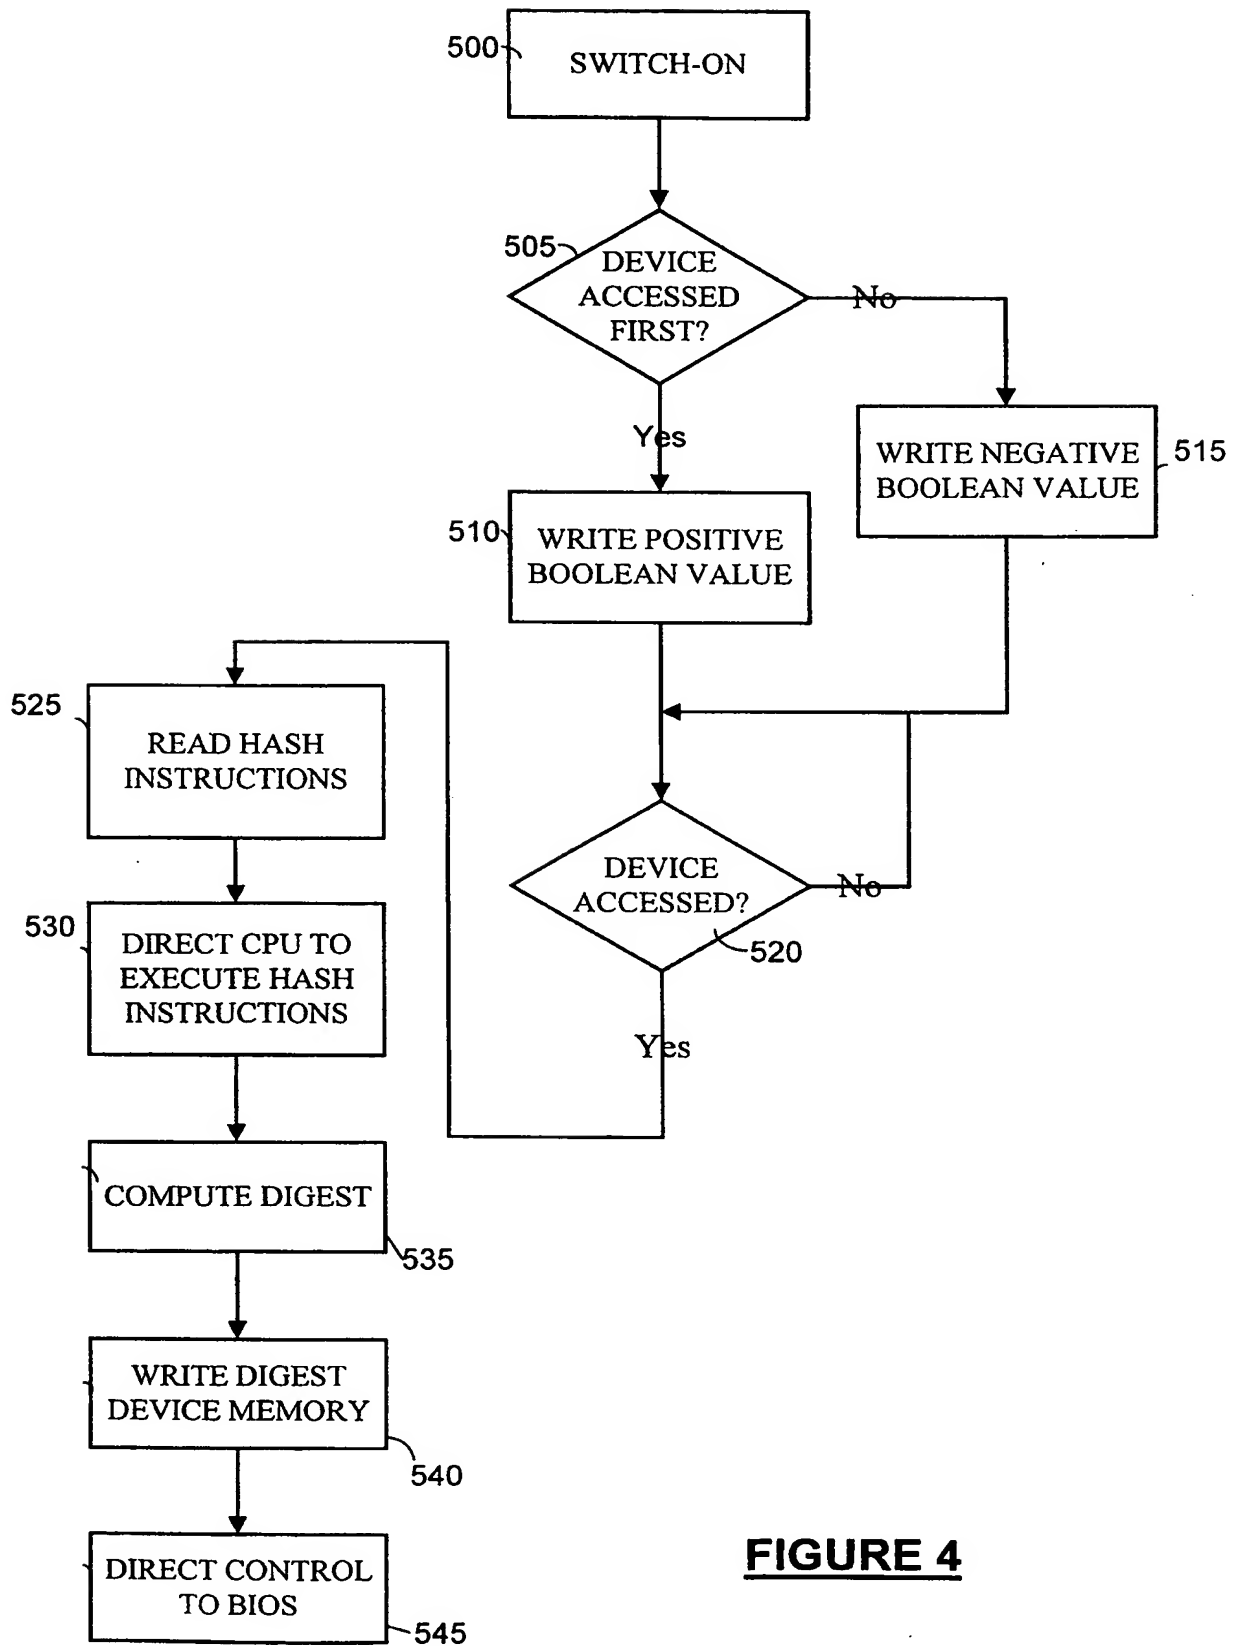 500
SWITCH-ON
505
DEVICE
ACCESSED
FIRST?
No
Yes
515
WRITE NEGATIVE
BOOLEAN VALUE
510
WRITE POSITIVE
BOOLEAN VALUE
525
READ HASH
INSTRUCTIONS
DEVICE
ACCESSED?
No
520
Yes
530
DIRECT CPU TO
EXECUTE HASH
INSTRUCTIONS
COMPUTE DIGEST
535
WRITE DIGEST
DEVICE MEMORY
540
DIRECT CONTROL
TO BIOS
545
FIGURE 4